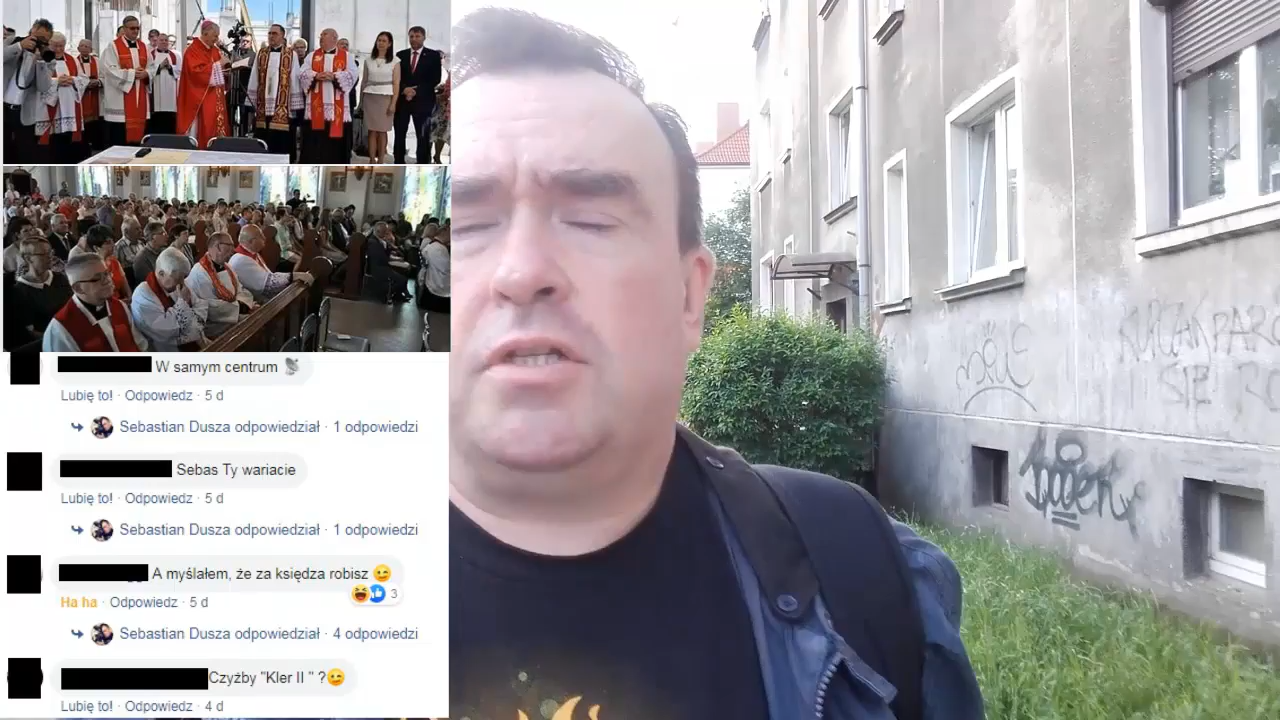 W samym centrum
Lubię to! · Odpowiedz · 5 d
Sebastian Dusza odpowiedział · 1 odpowiedzi
Sebas Ty wariacie
Lubię to! · Odpowiedz · 5 d
Sebastian Dusza odpowiedział · 1 odpowiedzi
A myślałem, że za księdza robisz 😉
3
Ha ha · Odpowiedz · 5 d
Sebastian Dusza odpowiedział · 4 odpowiedzi
Czyżby "Kler II " ?😉
Lubię to! · Odpowiedz · 4 d